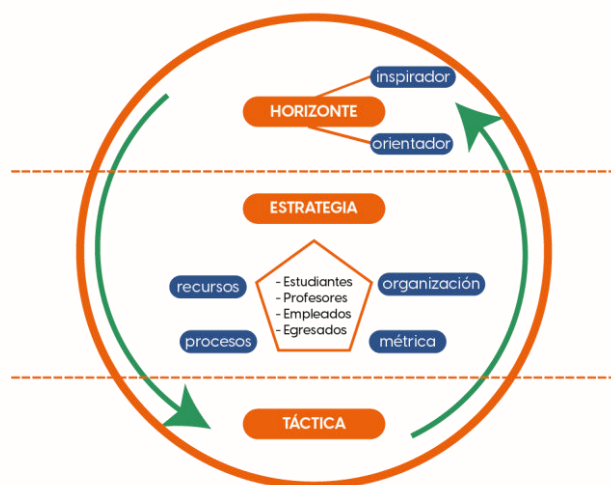 inspirador
HORIZONTE
orientador
ESTRATEGIA
recursos
- Estudiantes
- Profesores
- Empleados
- Egresados
organización
procesos
métrica
TÁCTICA